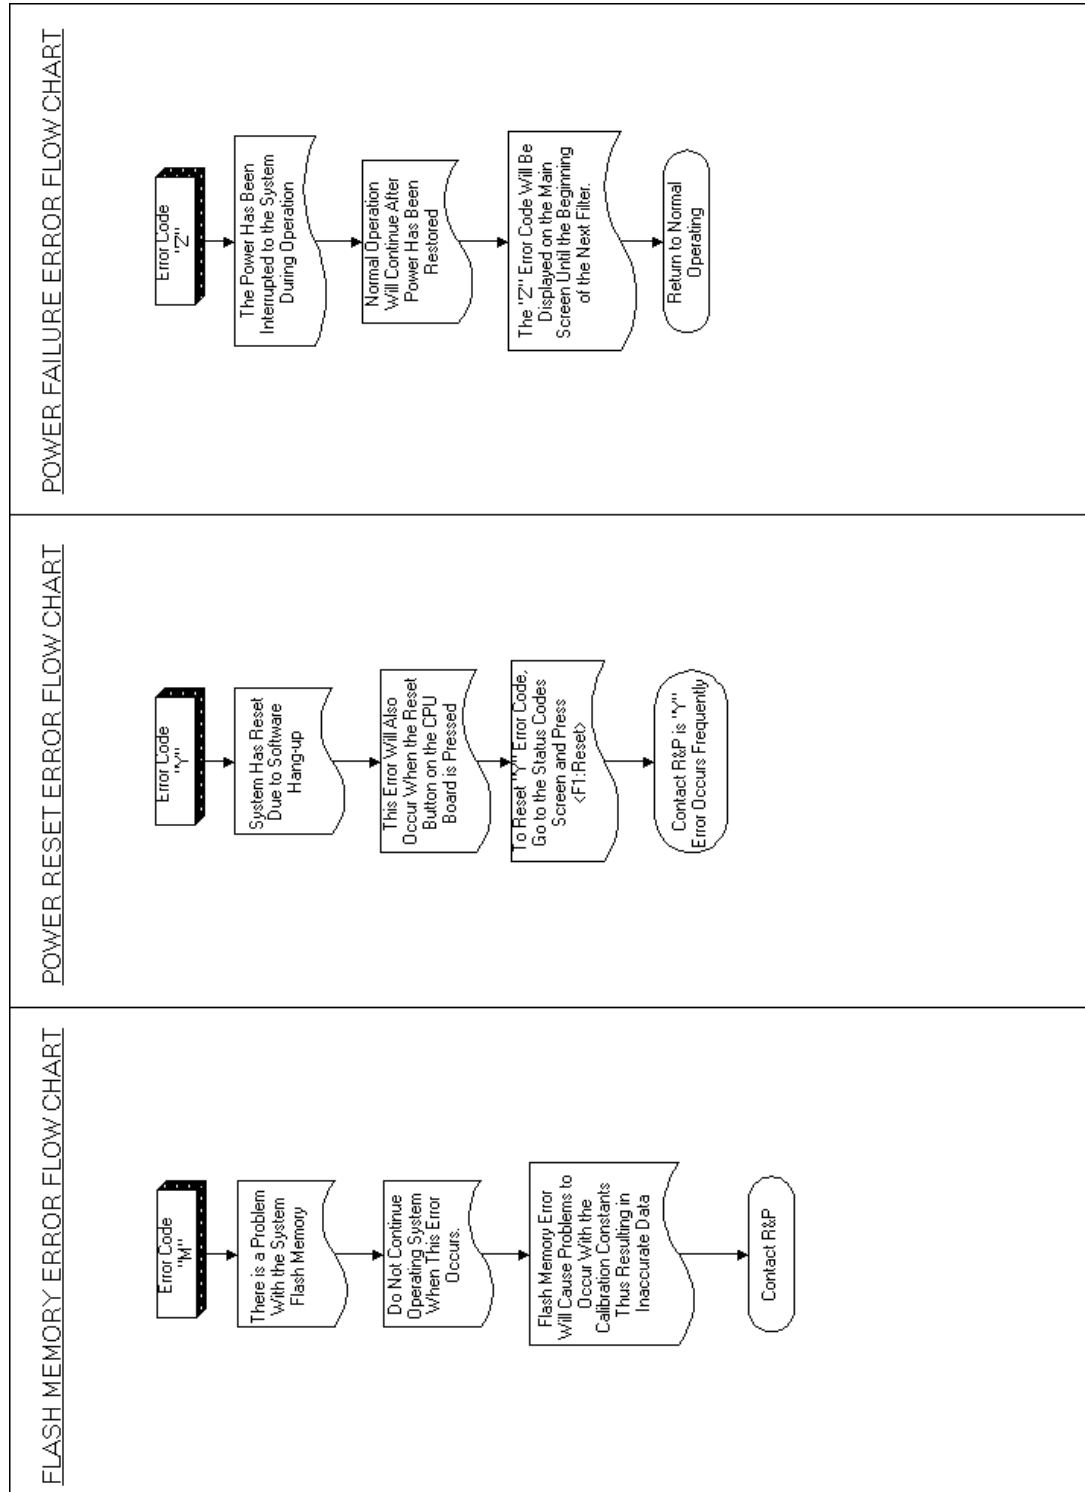 FLASH MEMORY ERROR FLOW CHART
Error Code
"M"
There is a Problem
With the System
Flash Memory
Do Not Continue
Operating System
When This Error
Occurs.
Flash Memory Error
Will Cause Problems to
Occur With the
Calibration Constants
Thus Resulting in
Inaccurate Data
Contact R&P
POWER RESET ERROR FLOW CHART
Error Code
"Y"
System Has Reset
Due to Software
Hang-up
This Error Will Also
Occur When the Reset
Button on the CPU
Board is Pressed
To Reset "Y" Error Code,
Go to the Status Codes
Screen and Press
<F1:Reset>
Contact R&P is "Y"
Error Occurs Frequently
POWER FAILURE ERROR FLOW CHART
Error Code
"Z"
The Power Has Been
Interrupted to the System
During Operation
Normal Operation
Will Continue After
Power Has Been
Restored
The "Z" Error Code Will Be
Displayed on the Main
Screen Until the Beginning
of the Next Filter.
Return to Normal
Operating